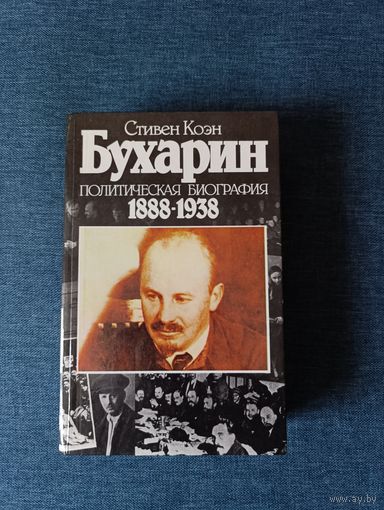 Стивен Коэн
Бухарин
ПОЛИТИЧЕСКАЯ БИОГРАФИЯ
1888-1938
www.ay.by